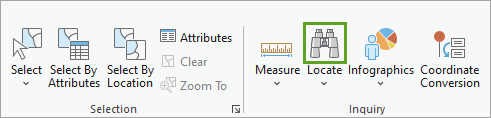 Select
Select By
Attributes
Select By
Location
Attributes
Clear
Zoom To
Selection
Measure
Locate
Infographics
Coordinate
Conversion
Inquiry